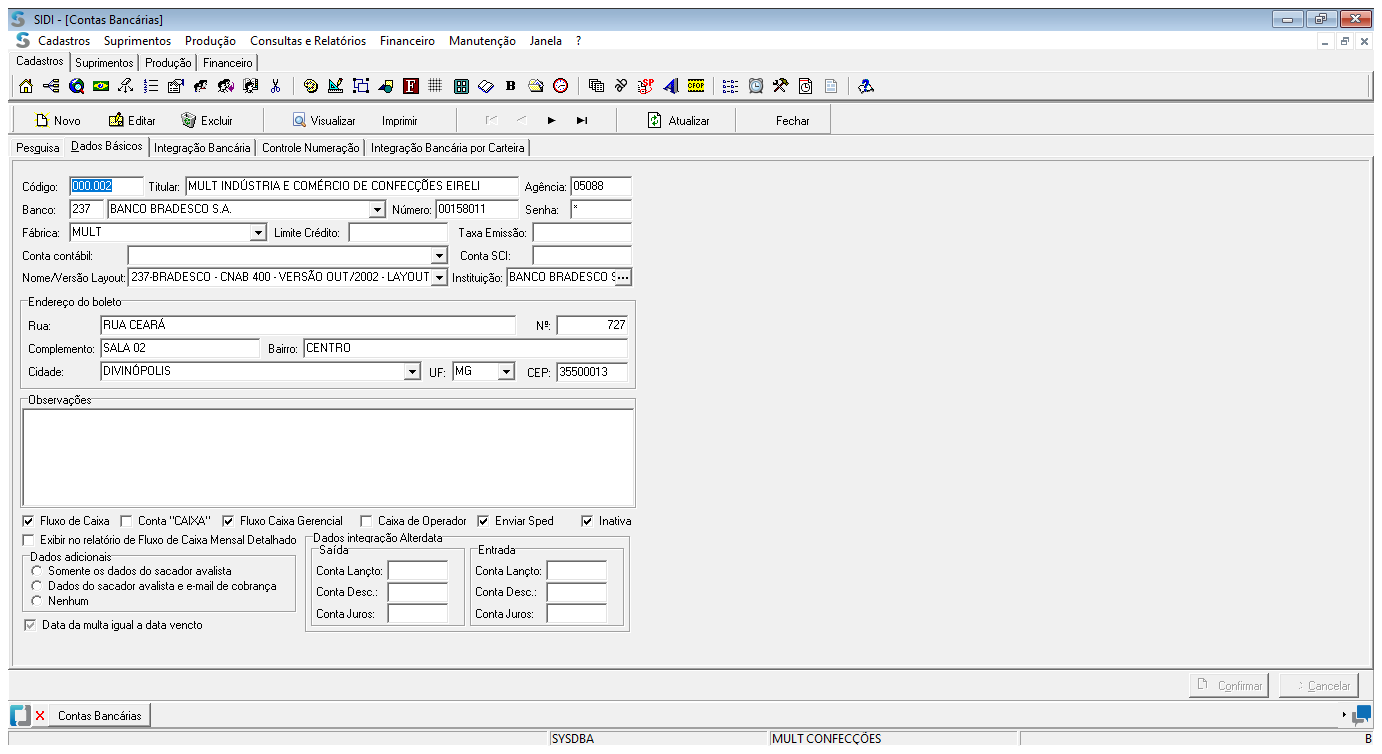 SIDI - [Contas Bancárias]
Cadastros Suprimentos Produção Consultas e Relatórios Financeiro Manutenção Janela ?
Cadastros Suprimentos Produção Financeiro
F B SP CFOP
Novo Editar Excluir Visualizar Imprimir Atualizar Fechar
Pesquisa Dados Básicos Integração Bancária Controle Numeração Integração Bancária por Carteira
Código: 000.002 Titular: MULT INDÚSTRIA E COMÉRCIO DE CONFECÇÕES EIRELI Agência: 05088
Banco: 237 BANCO BRADESCO S.A. Número: 00158011 Senha: *
Fábrica: MULT Limite Crédito: Taxa Emissão:
Conta contábil: Conta SCI:
Nome/Versão Layout: 237-BRADESCO - CNAB 400 - VERSÃO OUT/2002 - LAYOUT Instituição: BANCO BRADESCO S ...
Endereço do boleto
Rua: RUA CEARÁ Nº: 727
Complemento: SALA 02 Bairro: CENTRO
Cidade: DIVINÓPOLIS UF: MG CEP: 35500013
Observações
Fluxo de Caixa Conta "CAIXA" Fluxo Caixa Gerencial Caixa de Operador Enviar Sped Inativa
Exibir no relatório de Fluxo de Caixa Mensal Detalhado
Dados adicionais
Somente os dados do sacador avalista
Dados do sacador avalista e e-mail de cobrança
Nenhum
Data da multa igual a data vencto
Dados integração Alterdata
Saída Entrada
Conta Lançto: Conta Lançto:
Conta Desc.: Conta Desc.:
Conta Juros: Conta Juros:
Confirmar Cancelar
Contas Bancárias
SYSDBA MULT CONFECÇÕES B